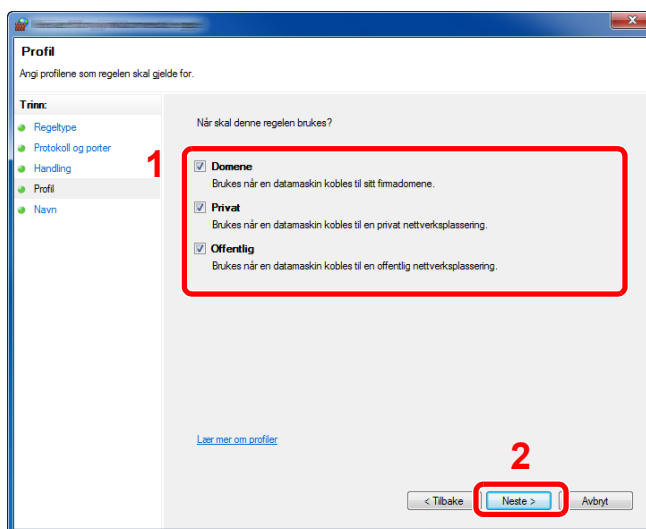 Profil
Angi profilene som regelen skal gjelde for.
Trinn:
Regeltype
Protokoll og porter
Handling
Profil
Navn
Når skal denne regelen brukes?
1
Domene
Brukes når en datamaskin kobles til sitt firmadomene.
Privat
Brukes når en datamaskin kobles til en privat nettverksplassering.
Offentlig
Brukes når en datamaskin kobles til en offentlig nettverksplassering.
Lær mer om profiler
2
< Tilbake
Neste >
Avbryt